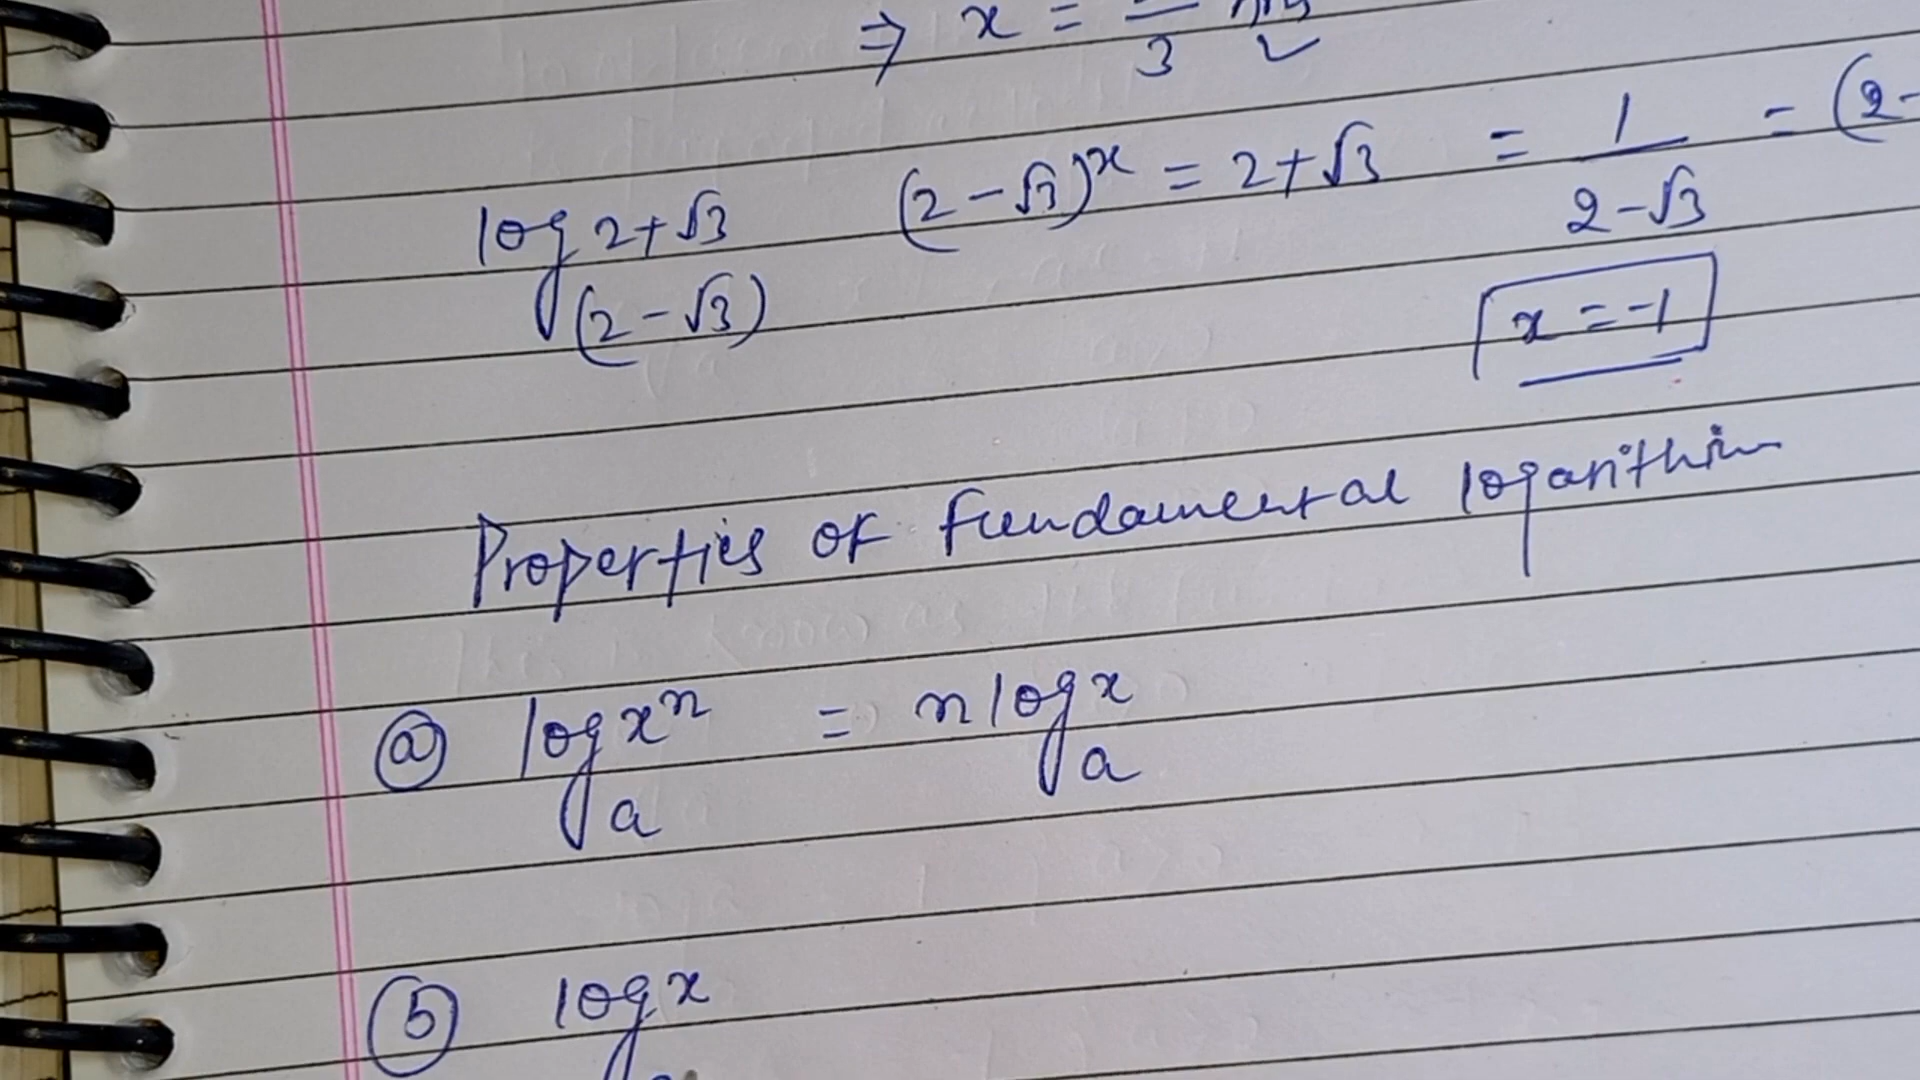 ⇒ x = /3
log 2+√3 (2-√3)^x = 2+√3 = 1/(2-√3) = (2-
(2-√3)
x = -1
Properties of fundamental logarithim
(a) log_a x^n = n log_a x
(b) log x